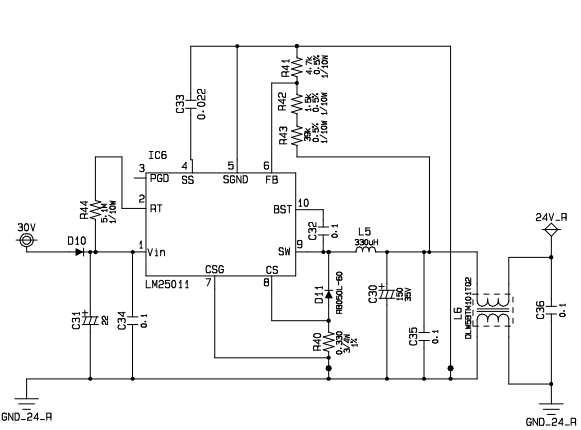 R41
4.7k
0.5%
1/10W
C33
0.022
R42
1.5k
0.5%
1/10W
R43
39k
0.5%
1/10W
IC6
4
5
6
3
PGD
SS
SGND
FB
R44
5.1M
1/10W
2
RT
BST
10
C32
0.1
30V
D10
1
Vin
SW
9
L5
330uH
24V_R
CSG
CS
LM25011
7
8
D11
RB050L-60
C30
150
35V
L6
DLW5BTM101TQ2
C36
0.1
C31
22
C34
0.1
R40
0.330
3/4W
1%
C35
0.1
GND_24_R
GND_24_R